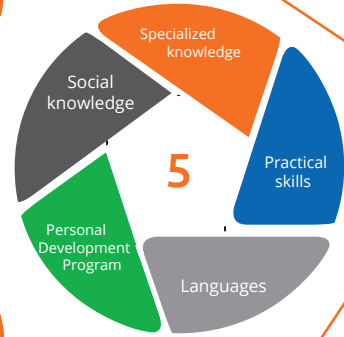 Specialized
knowledge
Social
knowledge
5
Practical
skills
Personal
Development
Program
Languages